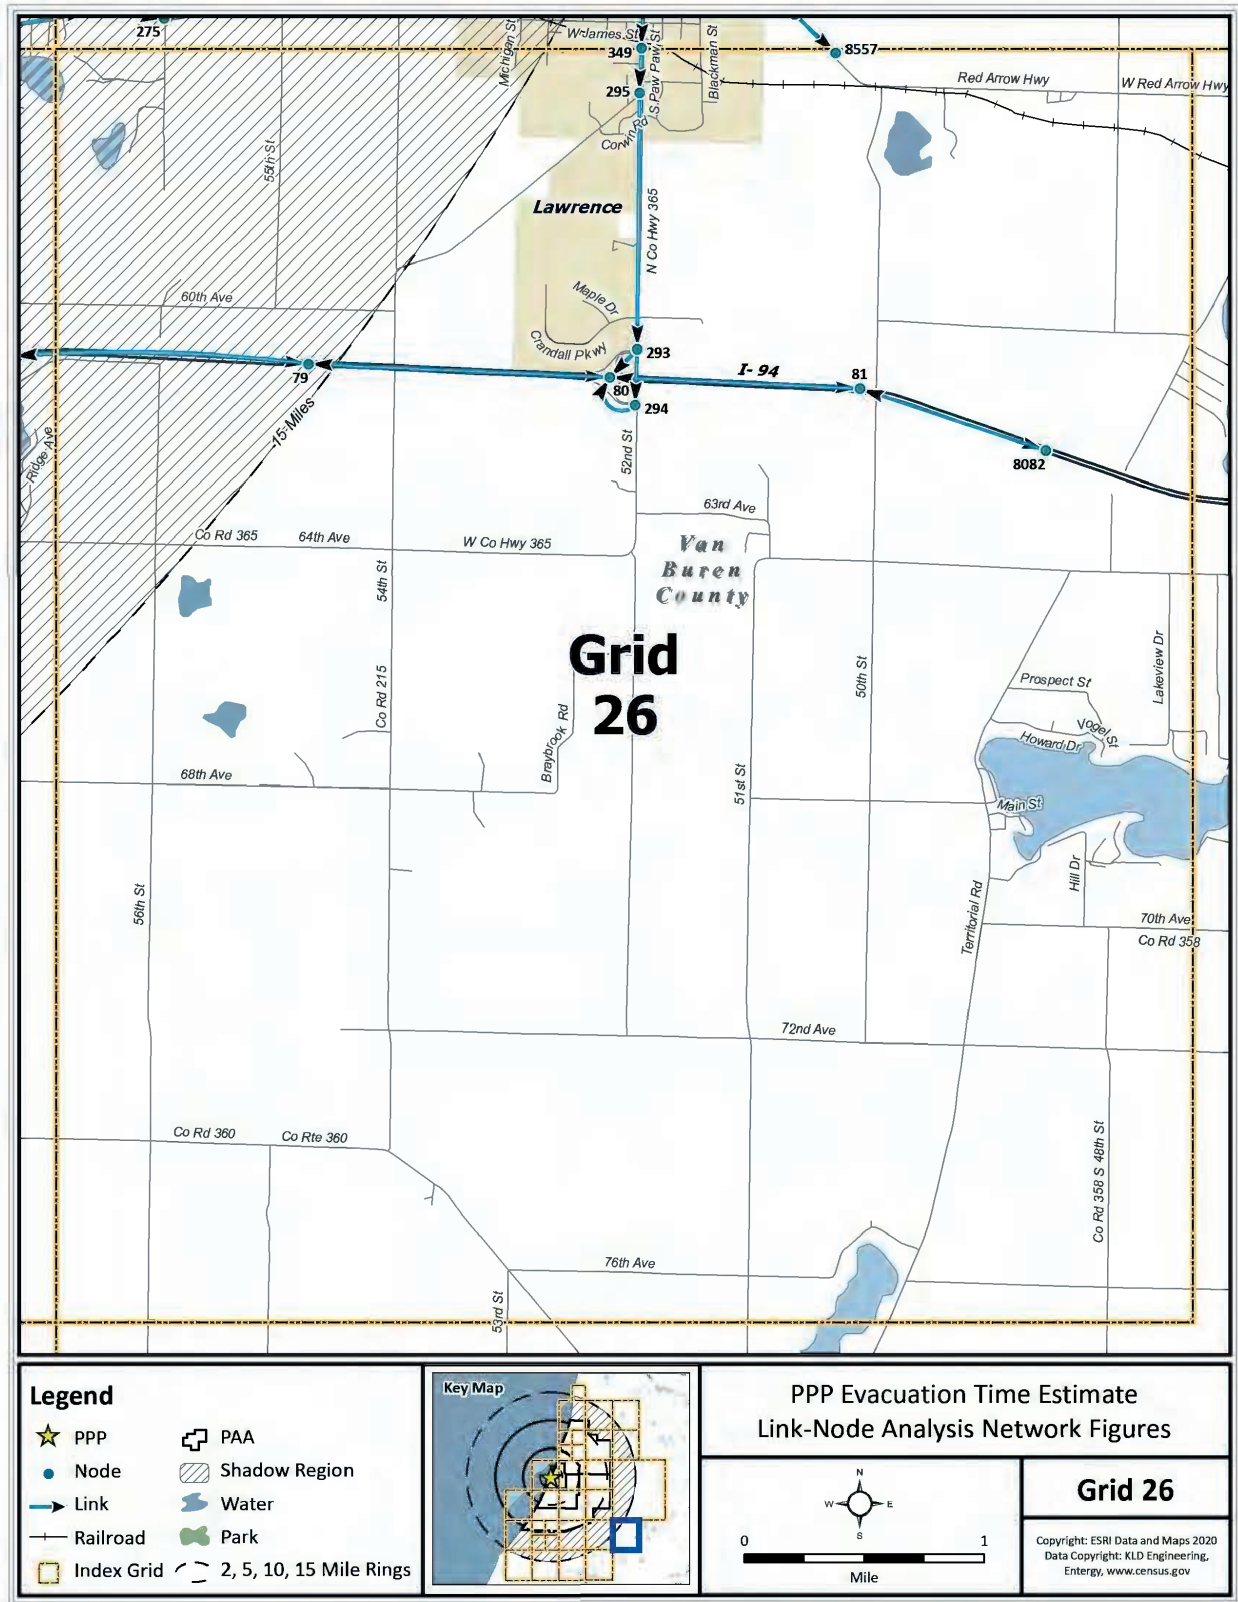 275
Michigan St
W James St
349
S Paw Paw St
Blackman St
8557
Red Arrow Hwy
W Red Arrow Hwy
295
Corwin Rd
55th St
Lawrence
N Co Hwy 365
60th Ave
Maple Dr
Crandall Pkwy
293
79
80
I- 94
81
294
15 Miles
Ridge Ave
52nd St
8082
63rd Ave
Co Rd 365
64th Ave
W Co Hwy 365
Van
Buren
County
54th St
Grid
26
Co Rd 215
50th St
Lakeview Dr
Prospect St
Vogel St
Howard Dr
Braybrook Rd
68th Ave
51st St
Main St
56th St
Hill Dr
Territorial Rd
70th Ave
Co Rd 358
72nd Ave
Co Rd 360
Co Rte 360
Co Rd 358 S 48th St
76th Ave
53rd St
Legend
PPP
PAA
Node
Shadow Region
Link
Water
Railroad
Park
Index Grid
2, 5, 10, 15 Mile Rings
Key Map
PPP Evacuation Time Estimate
Link-Node Analysis Network Figures
N
W
E
S
0
1
Mile
Grid 26
Copyright: ESRI Data and Maps 2020
Data Copyright: KLD Engineering,
Entergy, www.census.gov